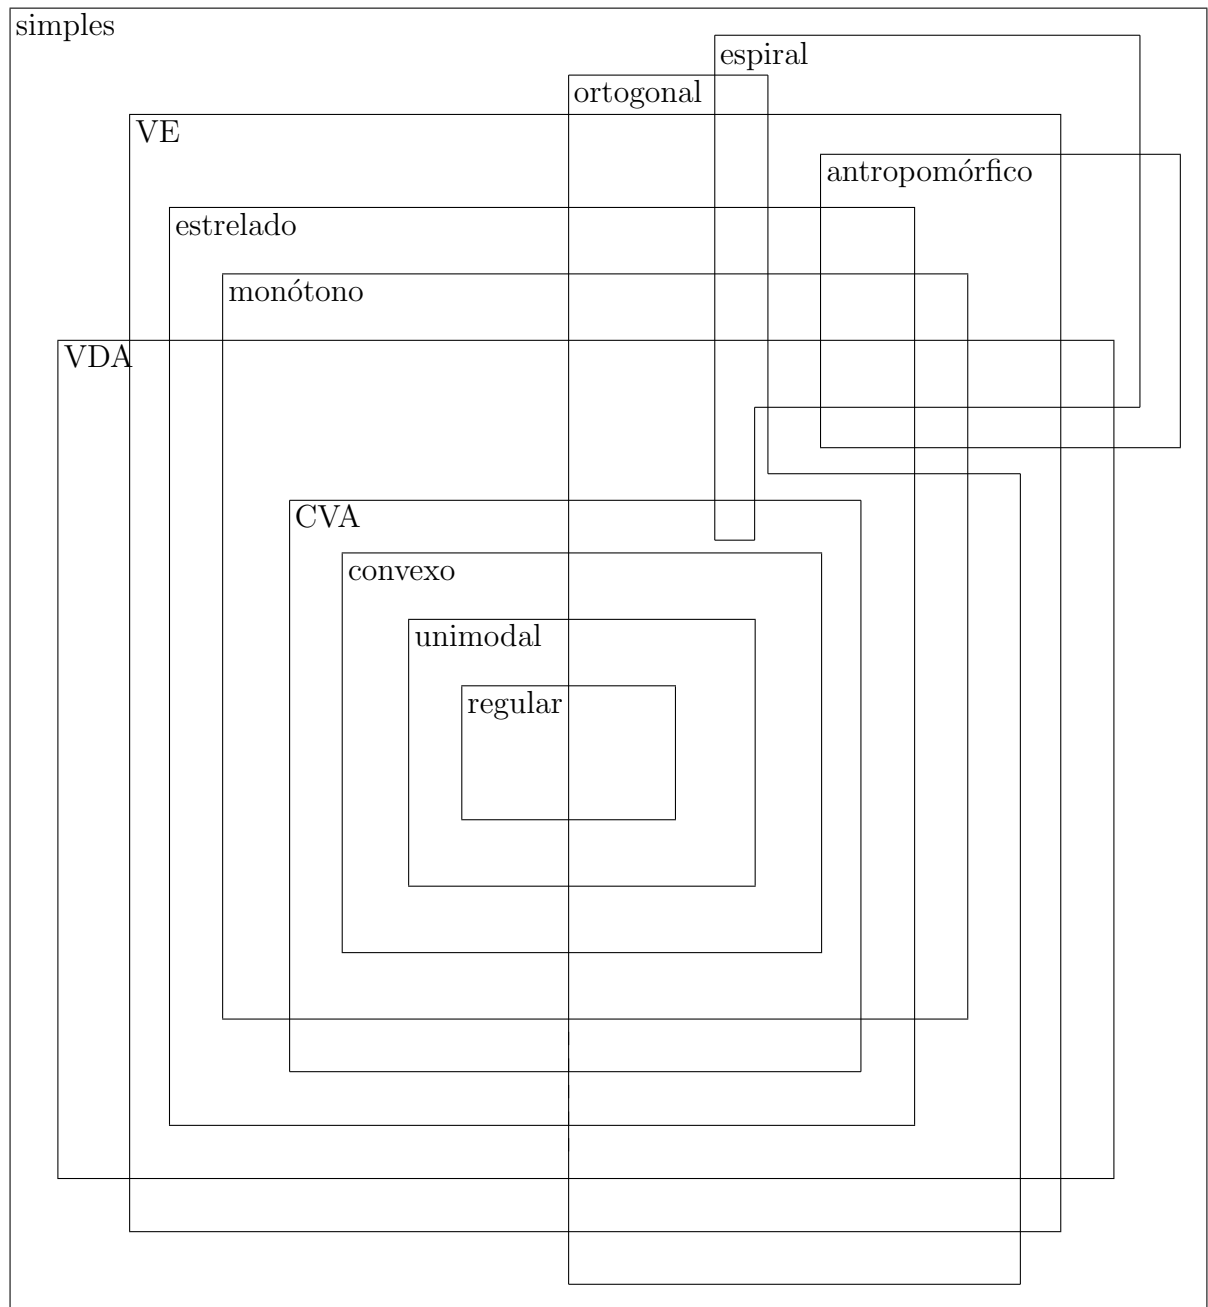 simples
espiral
ortogonal
VE
antropomórfico
estrelado
monótono
VDA
CVA
convexo
unimodal
regular